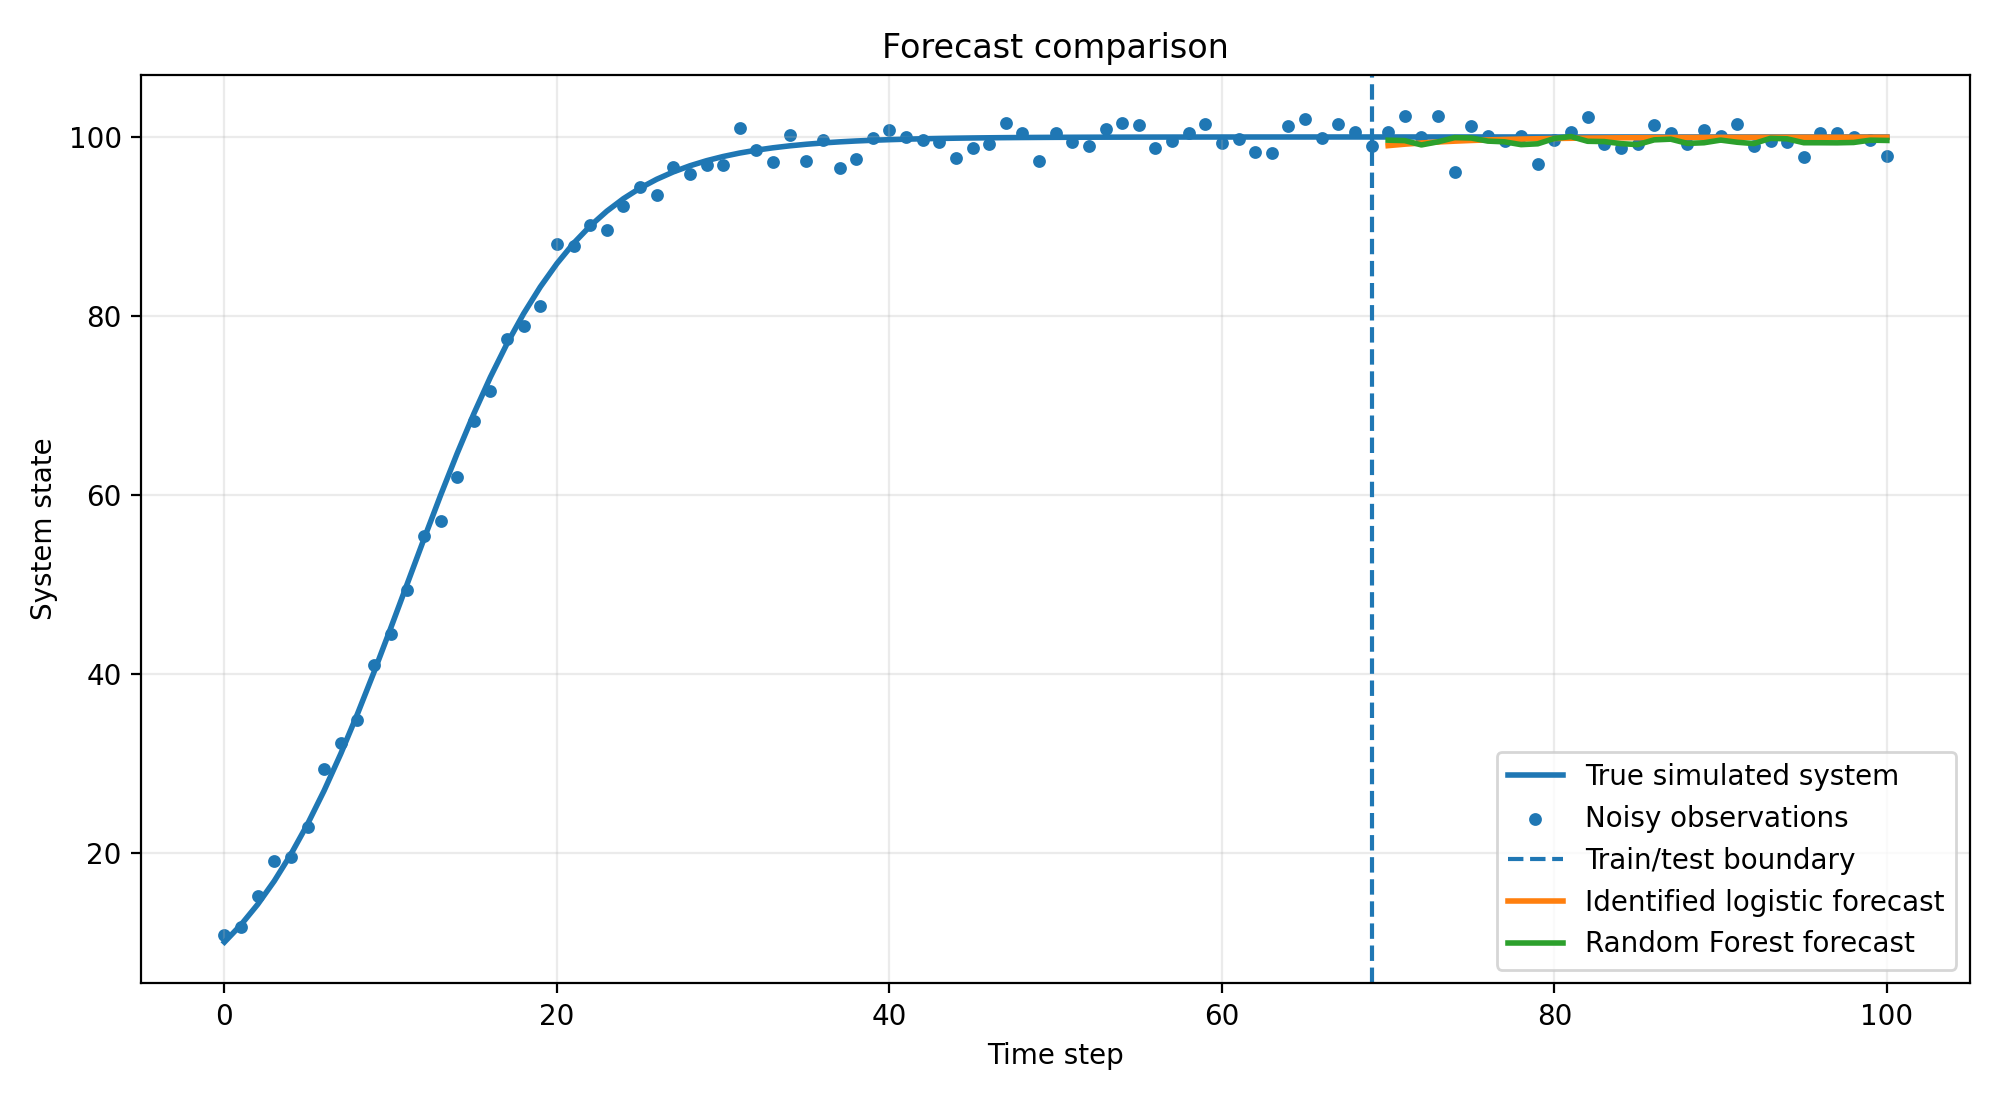 Forecast comparison
100
80
60
40
20
System state
0
20
40
60
80
100
Time step
True simulated system
Noisy observations
Train/test boundary
Identified logistic forecast
Random Forest forecast